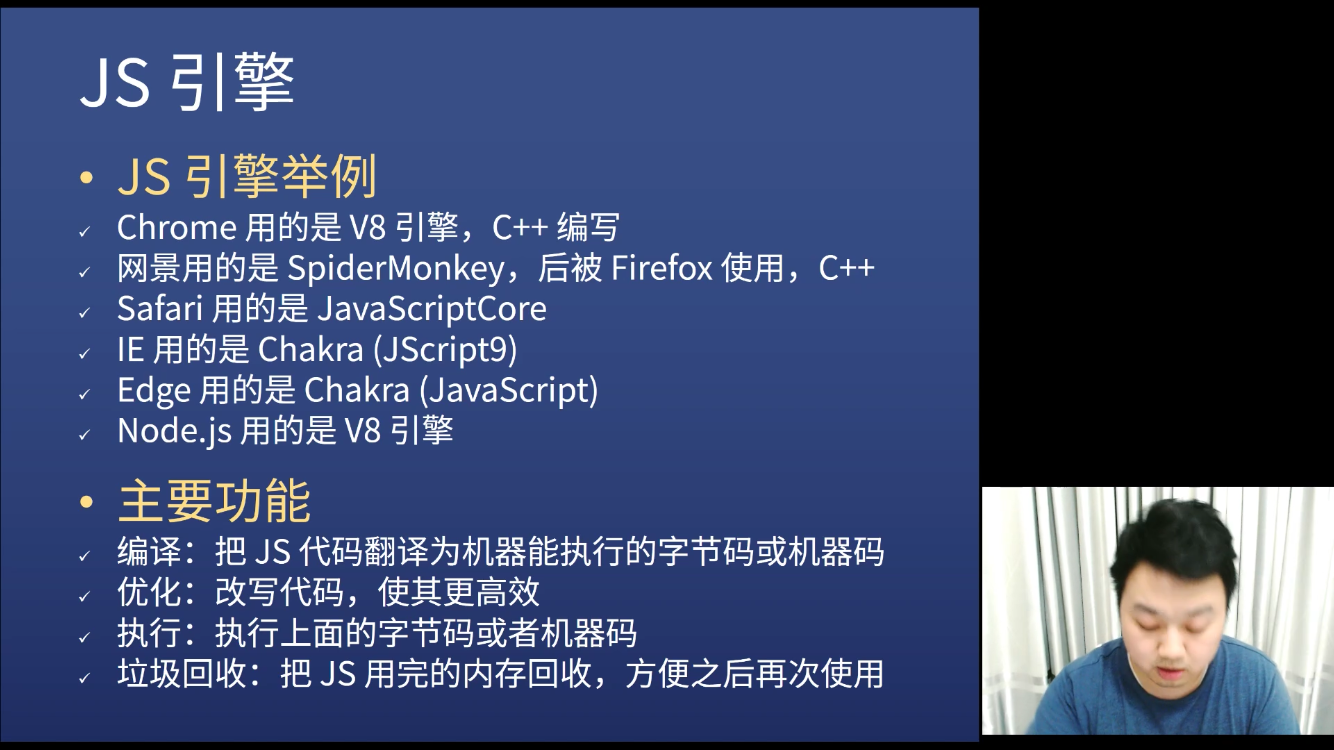 JS 引擎
• JS 引擎举例
✓ Chrome 用的是 V8 引擎，C++ 编写
✓ 网景用的是 SpiderMonkey，后被 Firefox 使用，C++
✓ Safari 用的是 JavaScriptCore
✓ IE 用的是 Chakra (JScript9)
✓ Edge 用的是 Chakra (JavaScript)
✓ Node.js 用的是 V8 引擎
• 主要功能
✓ 编译：把 JS 代码翻译为机器能执行的字节码或机器码
✓ 优化：改写代码，使其更高效
✓ 执行：执行上面的字节码或者机器码
✓ 垃圾回收：把 JS 用完的内存回收，方便之后再次使用